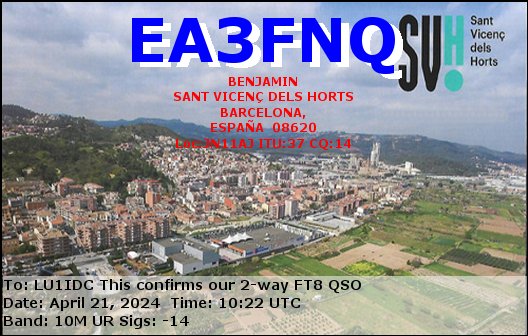 EA3FNQ
SVH
Sant
Vicenç
dels
Horts
BENJAMIN
SANT VICENÇ DELS HORTS
BARCELONA,
ESPAÑA 08620
Loc:JN11AJ ITU:37 CQ:14
To: LU1IDC This confirms our 2-way FT8 QSO
Date: April 21, 2024 Time: 10:22 UTC
Band: 10M UR Sigs: -14